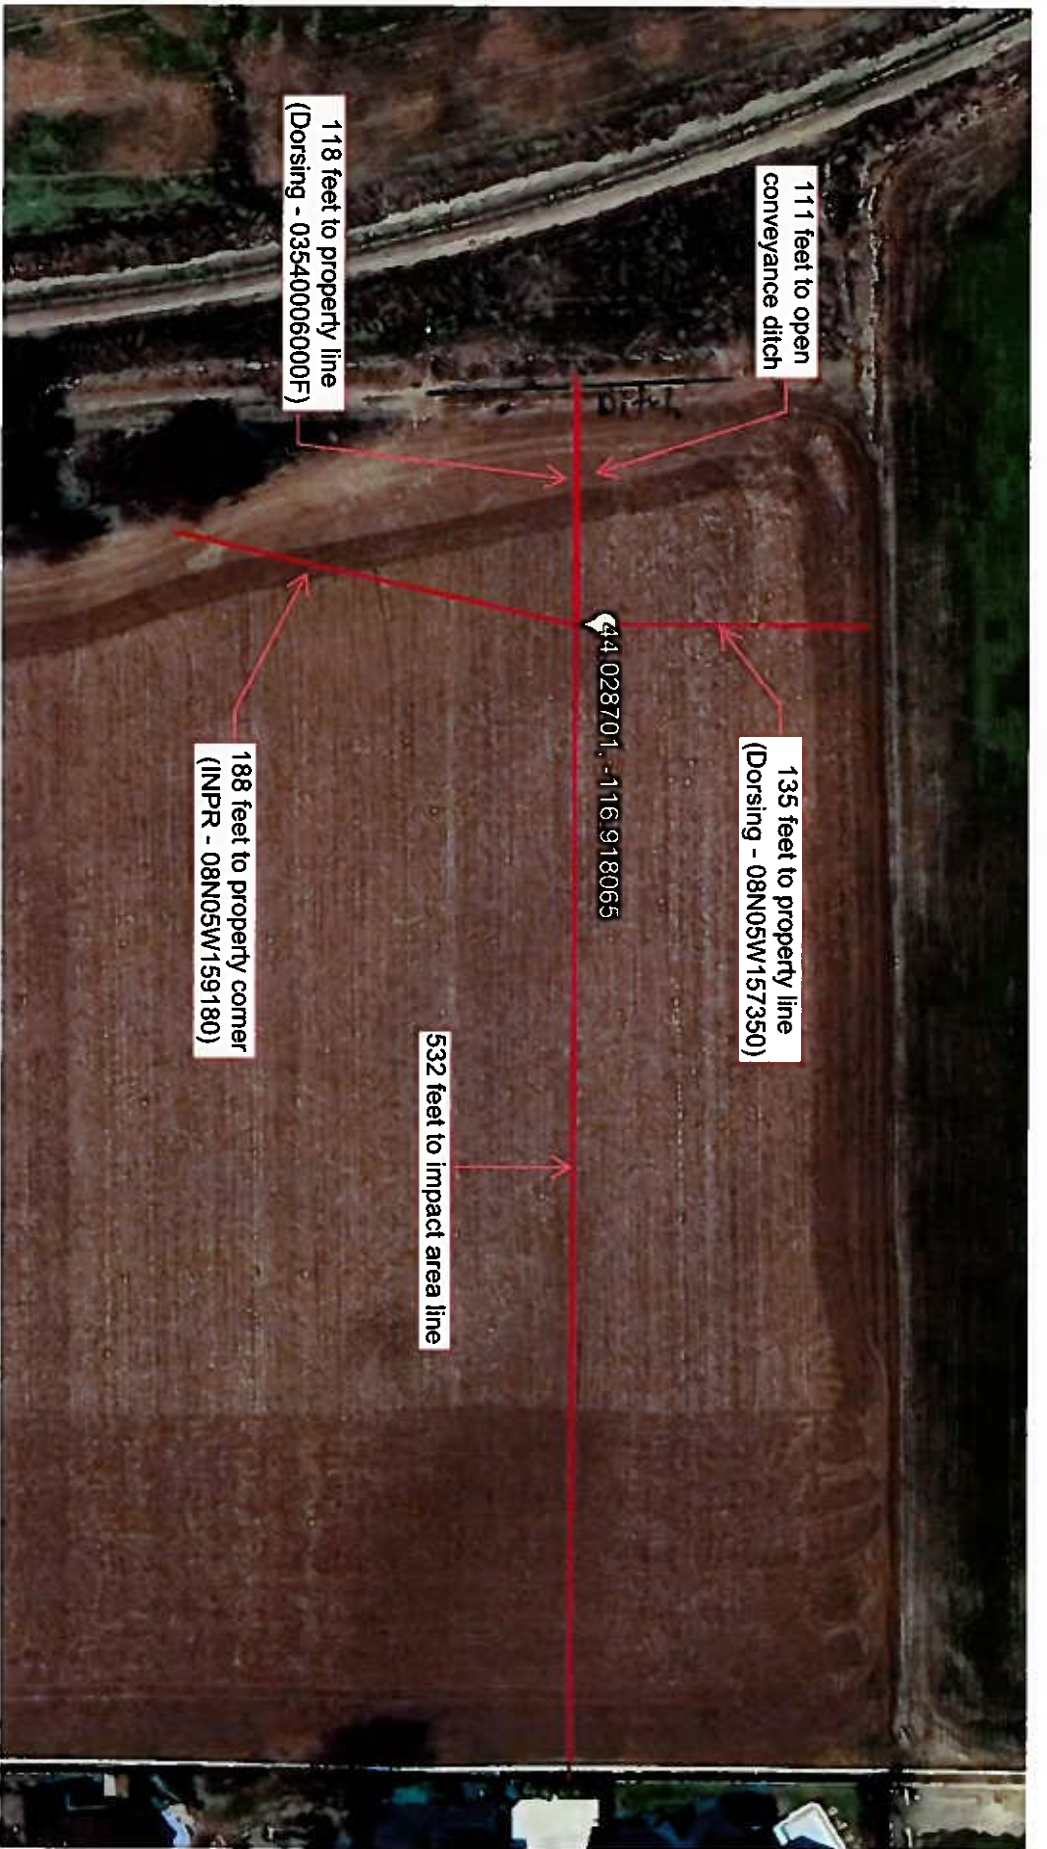 111 feet to open
conveyance ditch
118 feet to property line
(Dorsing - 03540006000F)
Ditch
44.028701, -116.918065
135 feet to property line
(Dorsing - 08N05W157350)
188 feet to property corner
(INPR - 08N05W159180)
532 feet to impact area line